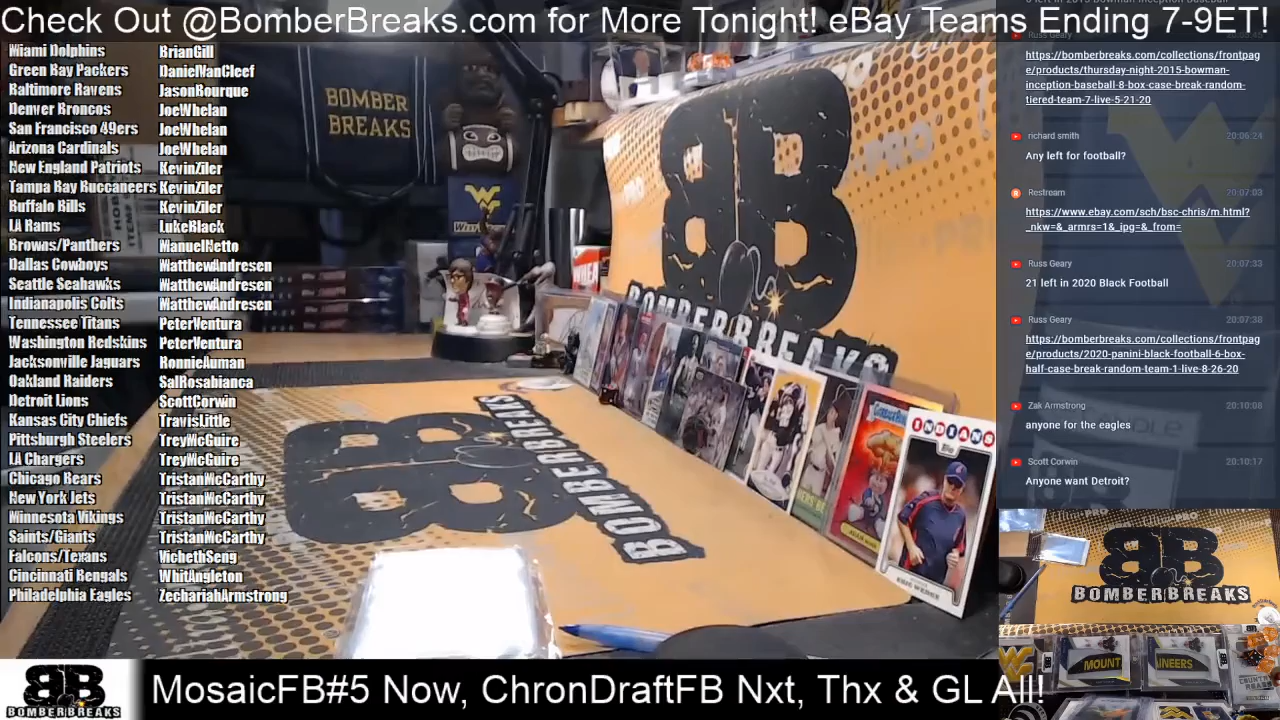 Check Out @BomberBreaks.com for More Tonight! eBay Teams Ending 7-9ET!
Miami Dolphins BrianGill
Green Bay Packers DanielVanCleef
Baltimore Ravens JasonBourque
Denver Broncos JoeWhelan
San Francisco 49ers JoeWhelan
Arizona Cardinals JoeWhelan
New England Patriots KevinZiler
Tampa Bay Buccaneers KevinZiler
Buffalo Bills KevinZiler
LA Rams LukeBlack
Browns/Panthers ManuelNetto
Dallas Cowboys MatthewAndresen
Seattle Seahawks MatthewAndresen
Indianapolis Colts MatthewAndresen
Tennessee Titans PeterVentura
Washington Redskins PeterVentura
Jacksonville Jaguars RonnieAuman
Oakland Raiders SalRosabianca
Detroit Lions ScottCorwin
Kansas City Chiefs TravisLittle
Pittsburgh Steelers TreyMcGuire
LA Chargers TreyMcGuire
Chicago Bears TristanMcCarthy
New York Jets TristanMcCarthy
Minnesota Vikings TristanMcCarthy
Saints/Giants TristanMcCarthy
Falcons/Texans VichethSeng
Cincinnati Bengals WhitAngleton
Philadelphia Eagles ZechariahArmstrong
BOMBER
BREAKS
BOMBERBREAKS
BOMBERBREAKS
INDIANS
Russ Geary
https://bomberbreaks.com/collections/frontpag
e/products/thursday-night-2015-bowman-
inception-baseball-8-box-case-break-random-
tiered-team-7-live-5-21-20
richard smith 20:06:24
Any left for football?
Restream 20:07:03
https://www.ebay.com/sch/bsc-chris/m.html?
_nkw=&_armrs=1&_ipg=&_from=
Russ Geary 20:07:33
21 left in 2020 Black Football
Russ Geary 20:07:38
https://bomberbreaks.com/collections/frontpag
e/products/2020-panini-black-football-6-box-
half-case-break-random-team-1-live-8-26-20
Zak Armstrong 20:10:08
anyone for the eagles
Scott Corwin 20:10:17
Anyone want Detroit?
BOMBERBREAKS
MOUNT
AINEERS
BOMBERBREAKS
MosaicFB#5 Now, ChronDraftFB Nxt, Thx & GL All!